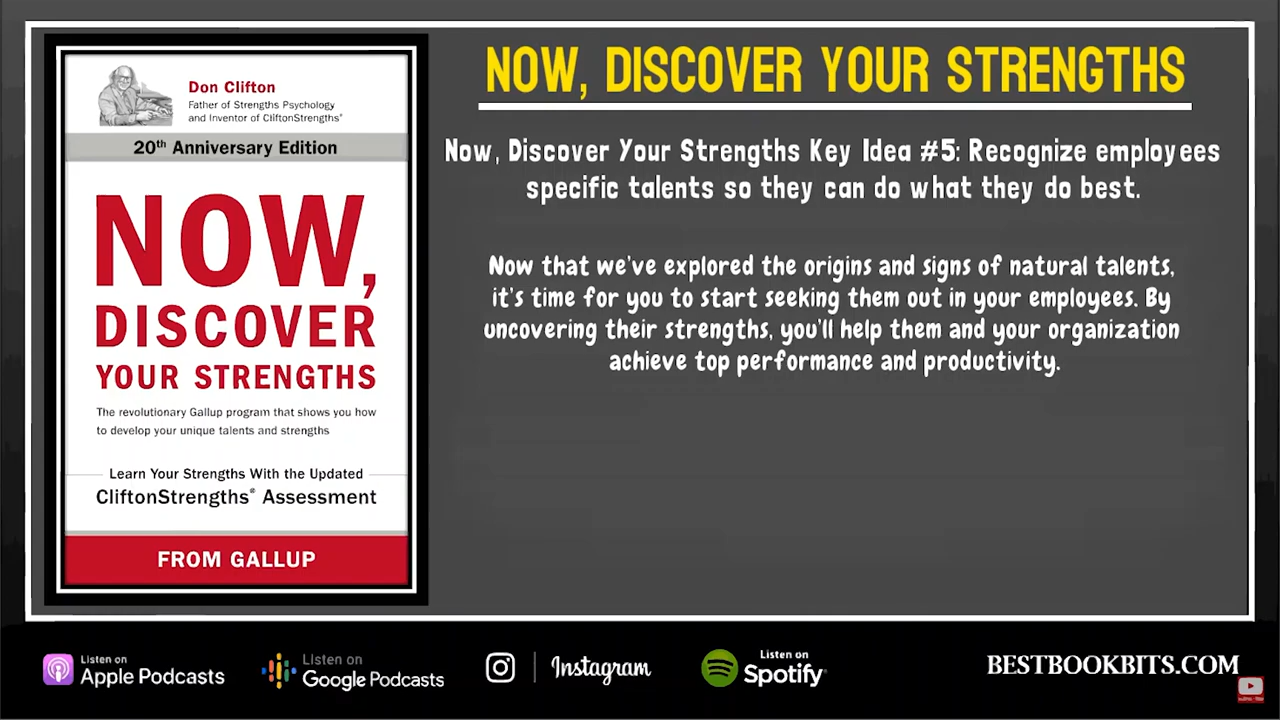 Don Clifton
Father of Strengths Psychology
and Inventor of CliftonStrengths®
20th Anniversary Edition
NOW,
DISCOVER
YOUR STRENGTHS
The revolutionary Gallup program that shows you how
to develop your unique talents and strengths
Learn Your Strengths With the Updated
CliftonStrengths® Assessment
FROM GALLUP
NOW, DISCOVER YOUR STRENGTHS
Now, Discover Your Strengths Key Idea #5: Recognize employees
specific talents so they can do what they do best.
Now that we've explored the origins and signs of natural talents,
it's time for you to start seeking them out in your employees. By
uncovering their strengths, you'll help them and your organization
achieve top performance and productivity.
Listen on
Apple Podcasts
Listen on
Google Podcasts
Instagram
Listen on
Spotify
BESTBOOKBITS.COM